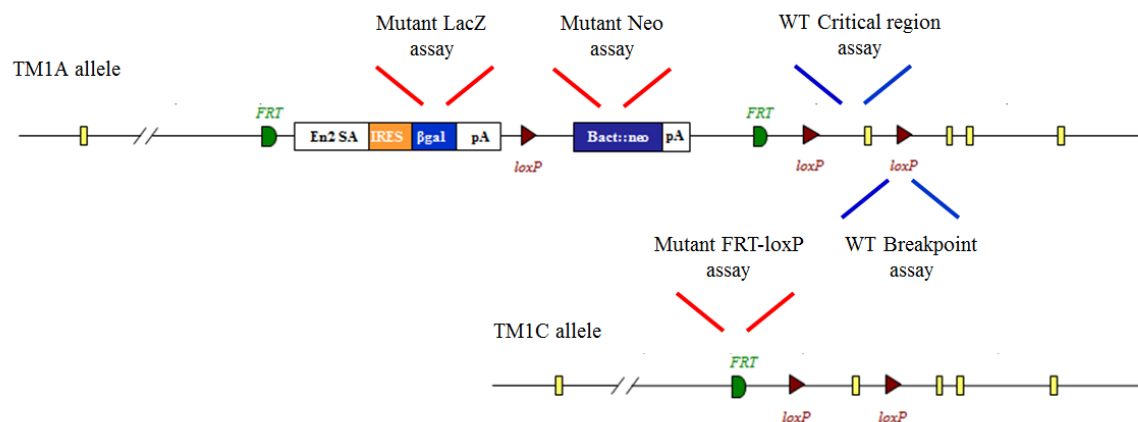 Mutant LacZ
assay
Mutant Neo
assay
WT Critical region
assay
TM1A allele
FRT
FRT
En2 SA
IRES
βgal
pA
Bact::neo
pA
loxP
loxP
loxP
Mutant FRT-loxP
assay
WT Breakpoint
assay
TM1C allele
FRT
loxP
loxP